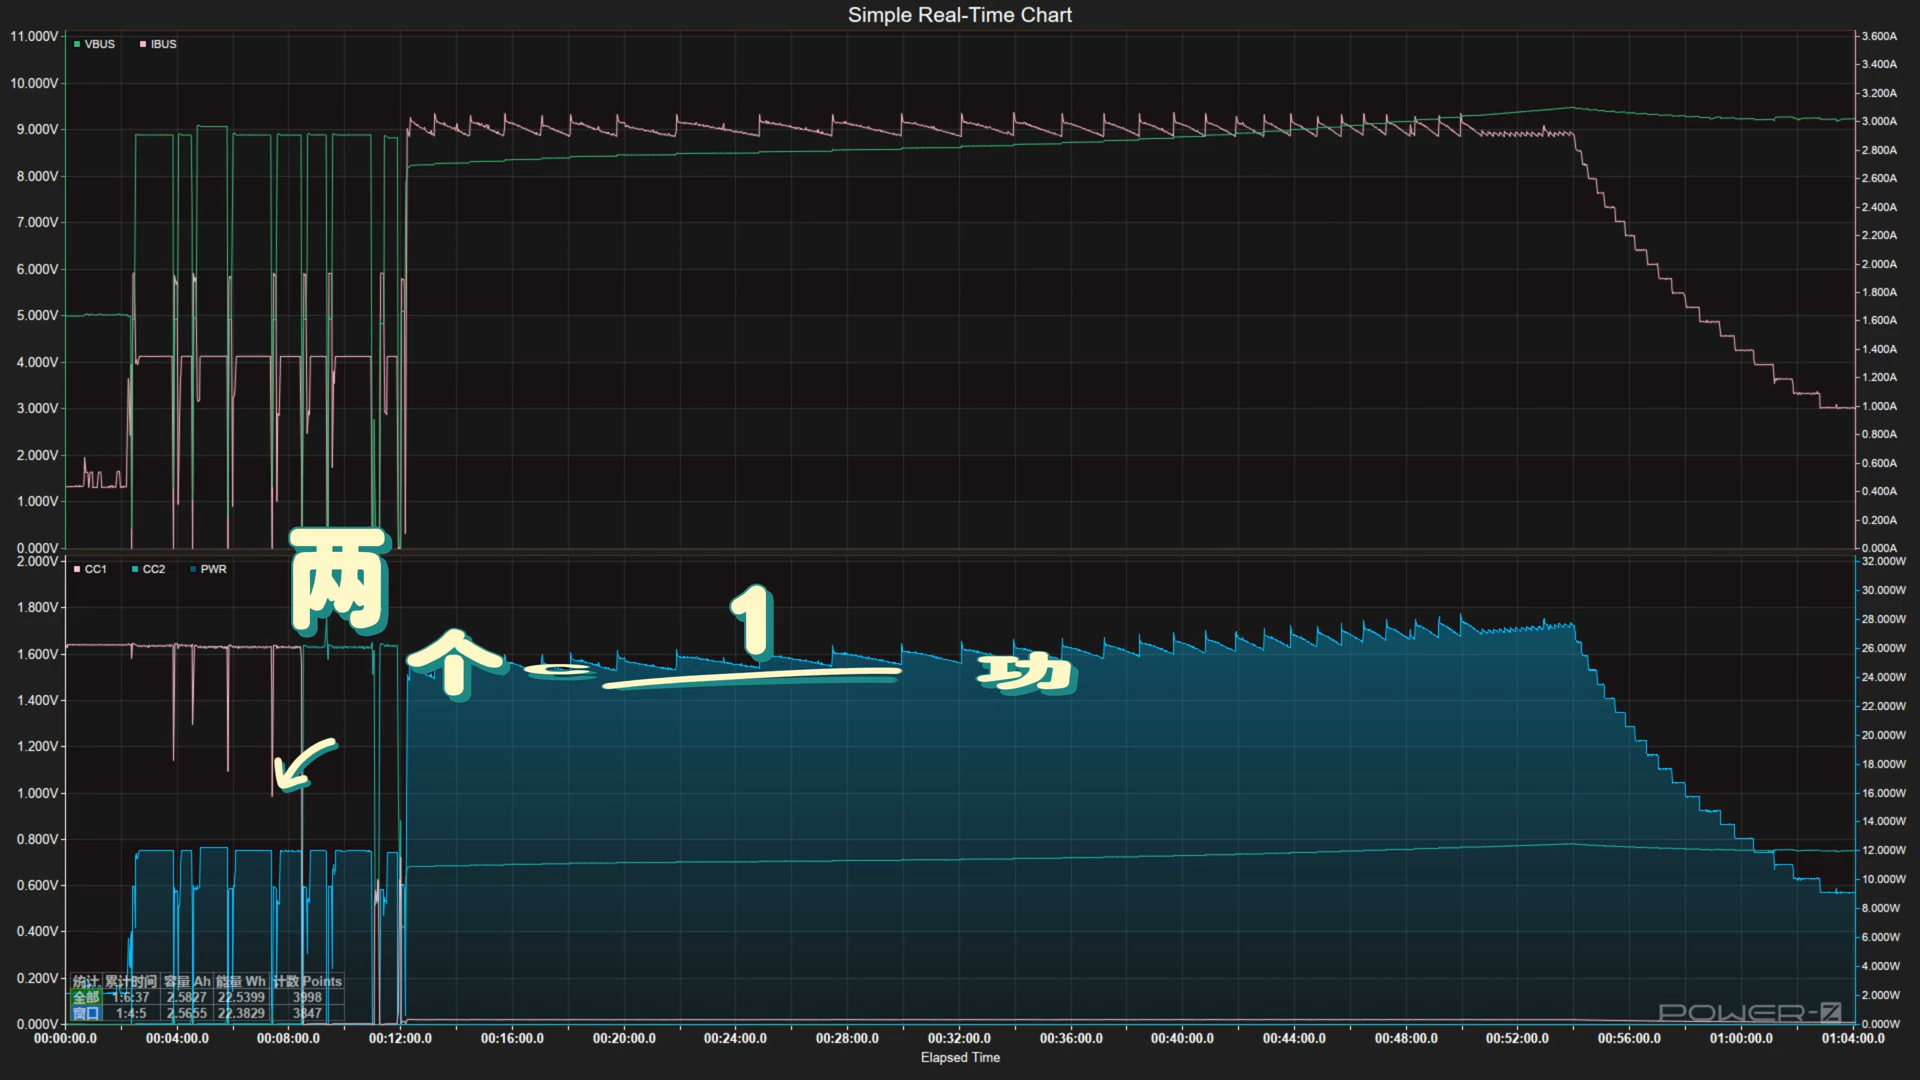 Simple Real-Time Chart
VBUS IBUS
11.000V
10.000V
9.000V
8.000V
7.000V
6.000V
5.000V
4.000V
3.000V
2.000V
1.000V
0.000V
3.600A
3.400A
3.200A
3.000A
2.800A
2.600A
2.400A
2.200A
2.000A
1.800A
1.600A
1.400A
1.200A
1.000A
0.800A
0.600A
0.400A
0.200A
0.000A
CC1 CC2 PWR
2.000V
1.800V
1.600V
1.400V
1.200V
1.000V
0.800V
0.600V
0.400V
0.200V
0.000V
32.000W
30.000W
28.000W
26.000W
24.000W
22.000W
20.000W
18.000W
16.000W
14.000W
12.000W
10.000W
8.000W
6.000W
4.000W
2.000W
0.000W
两个 1 功
统计 累计时间 容量 Ah 能量 Wh 计数 Points
全部 1:6:37 2.5827 22.5399 3998
窗口 1:4:5 2.5655 22.3829 3847
POWER-Z
00:00:00.0 00:04:00.0 00:08:00.0 00:12:00.0 00:16:00.0 00:20:00.0 00:24:00.0 00:28:00.0 00:32:00.0 00:36:00.0 00:40:00.0 00:44:00.0 00:48:00.0 00:52:00.0 00:56:00.0 01:00:00.0 01:04:00.0
Elapsed Time